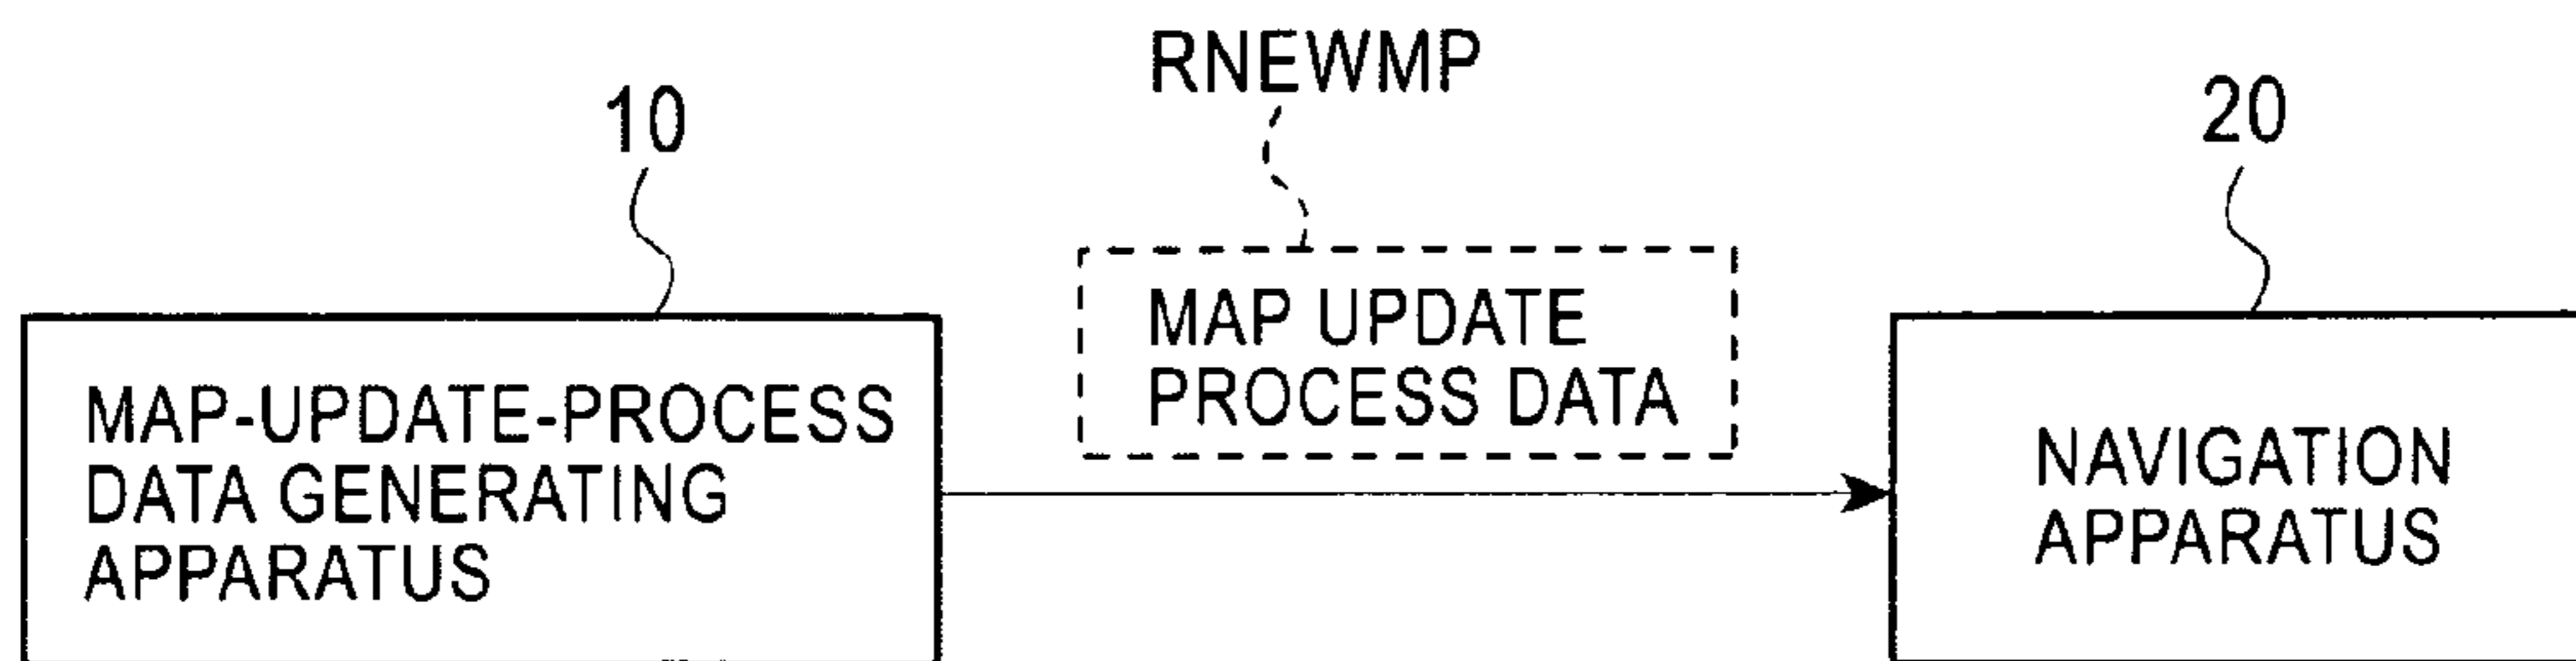 RNEWMP
10
20
MAP UPDATE
PROCESS DATA
MAP-UPDATE-PROCESS
DATA GENERATING
APPARATUS
NAVIGATION
APPARATUS